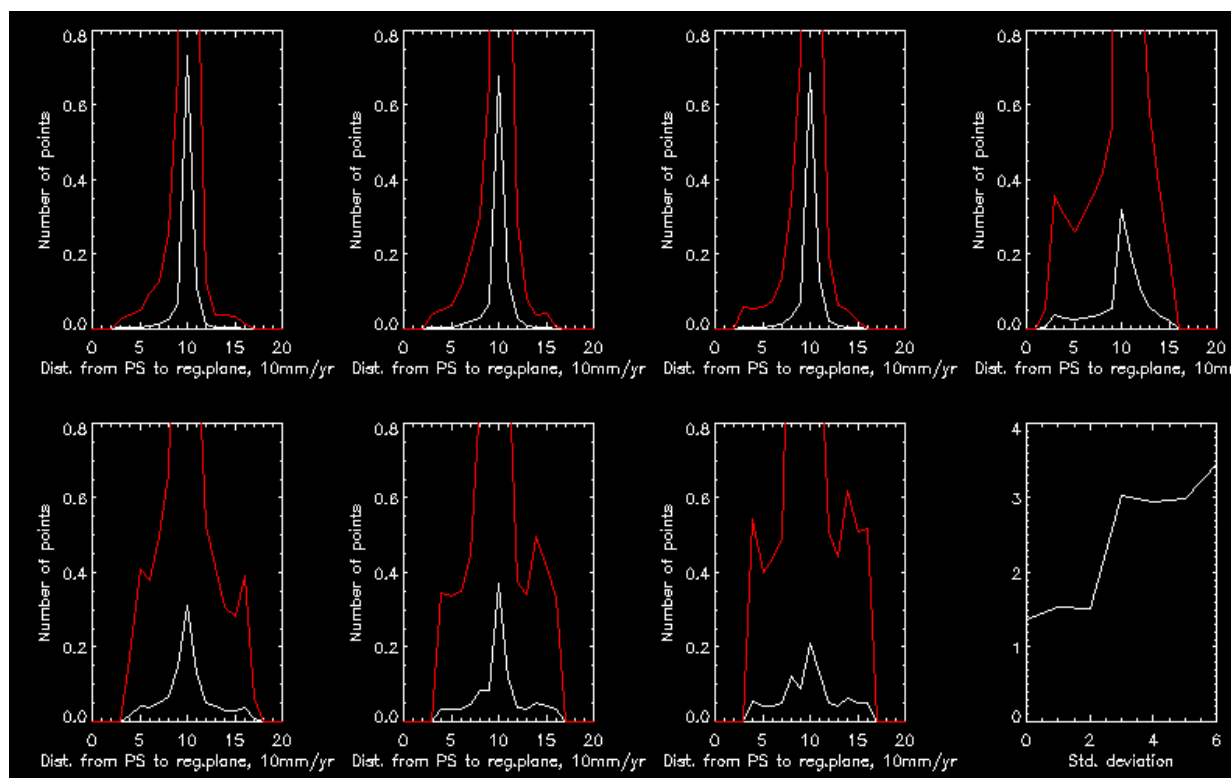 0.8
0.6
0.4
0.2
0.0
Number of points
0 5 10 15 20
Dist. from PS to reg.plane, 10mm/yr
0.8
0.6
0.4
0.2
0.0
Number of points
0 5 10 15 20
Dist. from PS to reg.plane, 10mm/yr
0.8
0.6
0.4
0.2
0.0
Number of points
0 5 10 15 20
Dist. from PS to reg.plane, 10mm/yr
0.8
0.6
0.4
0.2
0.0
Number of points
0 5 10 15 20
Dist. from PS to reg.plane, 10m
0.8
0.6
0.4
0.2
0.0
Number of points
0 5 10 15 20
Dist. from PS to reg.plane, 10mm/yr
0.8
0.6
0.4
0.2
0.0
Number of points
0 5 10 15 20
Dist. from PS to reg.plane, 10mm/yr
0.8
0.6
0.4
0.2
0.0
Number of points
0 5 10 15 20
Dist. from PS to reg.plane, 10mm/yr
4
3
2
1
0
0 2 4 6
Std. deviation